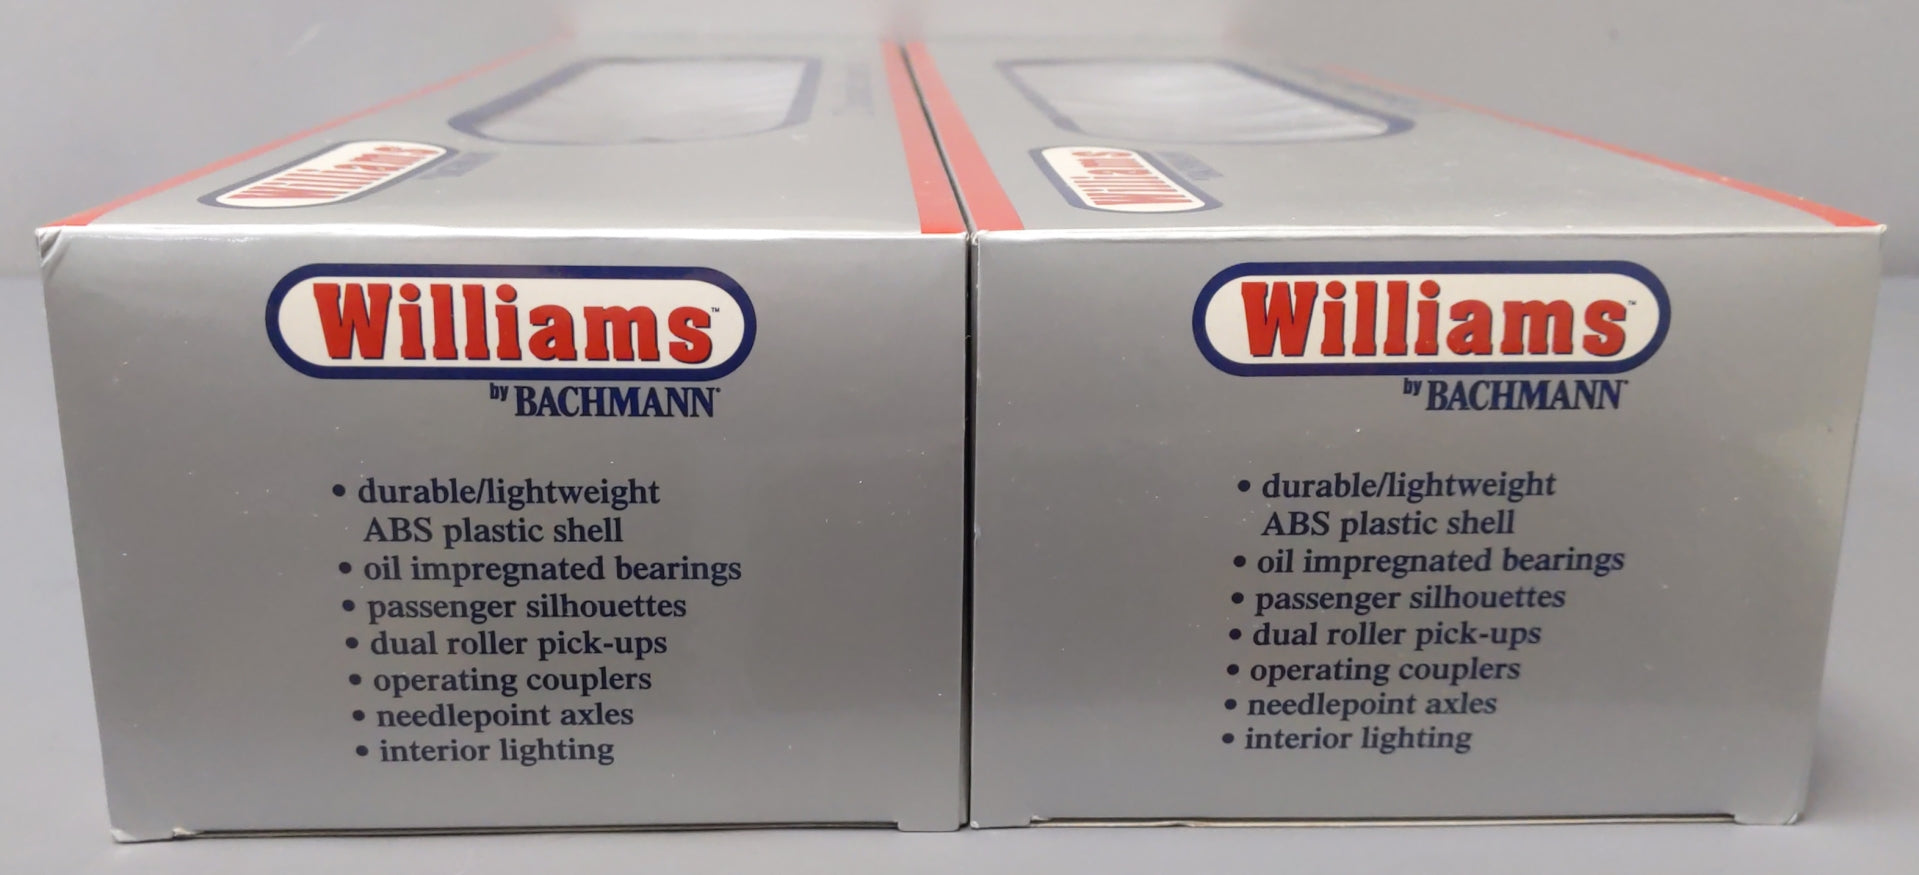 Williams
Williams
Williams™
by BACHMANN
• durable/lightweight
ABS plastic shell
• oil impregnated bearings
• passenger silhouettes
• dual roller pick-ups
• operating couplers
• needlepoint axles
• interior lighting
Williams™
by BACHMANN
• durable/lightweight
ABS plastic shell
• oil impregnated bearings
• passenger silhouettes
• dual roller pick-ups
• operating couplers
• needlepoint axles
• interior lighting